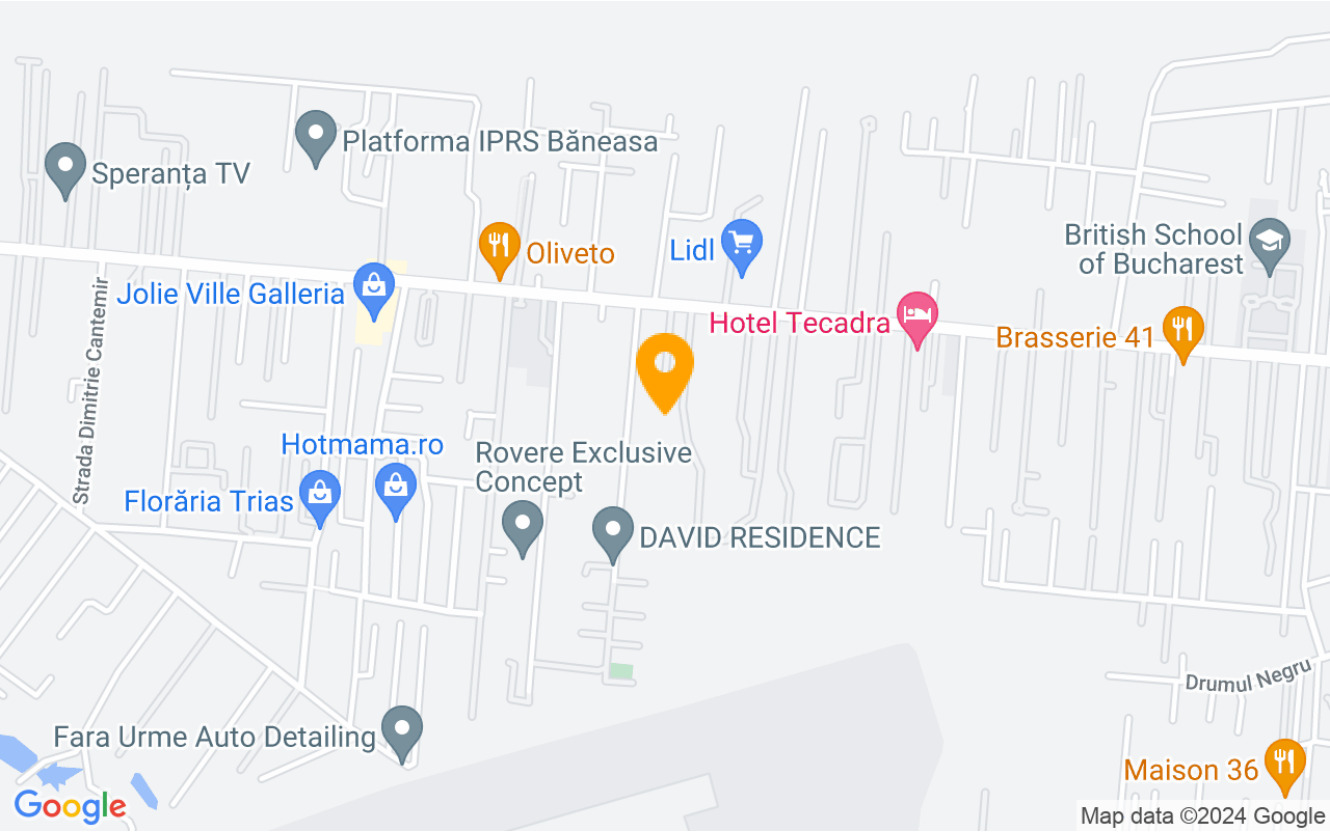 Platforma IPRS Băneasa
Speranța TV
British School
of Bucharest
Lidl
Oliveto
Jolie Ville Galleria
Hotel Tecadra
Brasserie 41
Strada Dimitrie Cantemir
Hotmama.ro
Rovere Exclusive
Concept
Florăria Trias
DAVID RESIDENCE
Drumul Negru
Fara Urme Auto Detailing
Maison 36
Google
Map data ©2024 Google